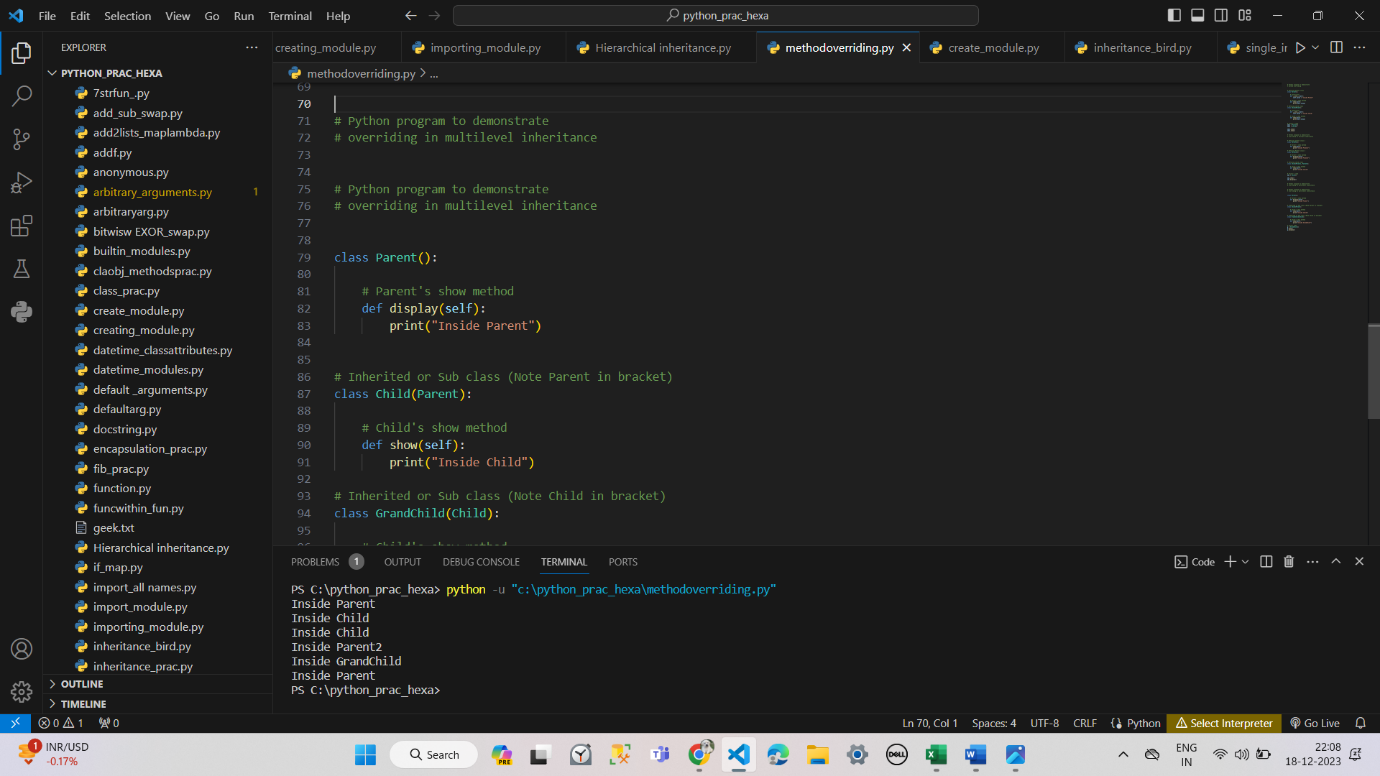 File Edit Selection View Go Run Terminal Help
python_prac_hexa
EXPLORER
creating_module.py importing_module.py Hierarchical inheritance.py methodoverriding.py create_module.py inheritance_bird.py
PYTHON_PRAC_HEXA
methodoverriding.py > ...
7strfun_.py
add_sub_swap.py
add2lists_maplambda.py
addf.py
anonymous.py
arbitrary_arguments.py 1
arbitraryarg.py
bitwisw EXOR_swap.py
builtin_modules.py
claobj_methodsprac.py
class_prac.py
create_module.py
creating_module.py
datetime_classattributes.py
datetime_modules.py
default _arguments.py
defaultarg.py
docstring.py
encapsulation_prac.py
fib_prac.py
function.py
funcwithin_fun.py
geek.txt
Hierarchical inheritance.py
if_map.py
import_all names.py
import_module.py
importing_module.py
inheritance_bird.py
inheritance_prac.py
OUTLINE
TIMELINE
69
70
71 # Python program to demonstrate
72 # overriding in multilevel inheritance
73
74
75 # Python program to demonstrate
76 # overriding in multilevel inheritance
77
78
79 class Parent():
80
81 # Parent's show method
82 def display(self):
83 print("Inside Parent")
84
85
86 # Inherited or Sub class (Note Parent in bracket)
87 class Child(Parent):
88
89 # Child's show method
90 def show(self):
91 print("Inside Child")
92
93 # Inherited or Sub class (Note Child in bracket)
94 class GrandChild(Child):
95
96 # Child's show method
PROBLEMS 1 OUTPUT DEBUG CONSOLE TERMINAL PORTS
Code
PS C:\python_prac_hexa> python -u "c:\python_prac_hexa\methodoverriding.py"
Inside Parent
Inside Child
Inside Child
Inside Parent2
Inside GrandChild
Inside Parent
PS C:\python_prac_hexa>
0 1 0
Ln 70, Col 1 Spaces: 4 UTF-8 CRLF Python Select Interpreter Go Live
1
INR/USD
-0.17%
Search
PRE
DELL
ENG
IN
22:08
18-12-2023